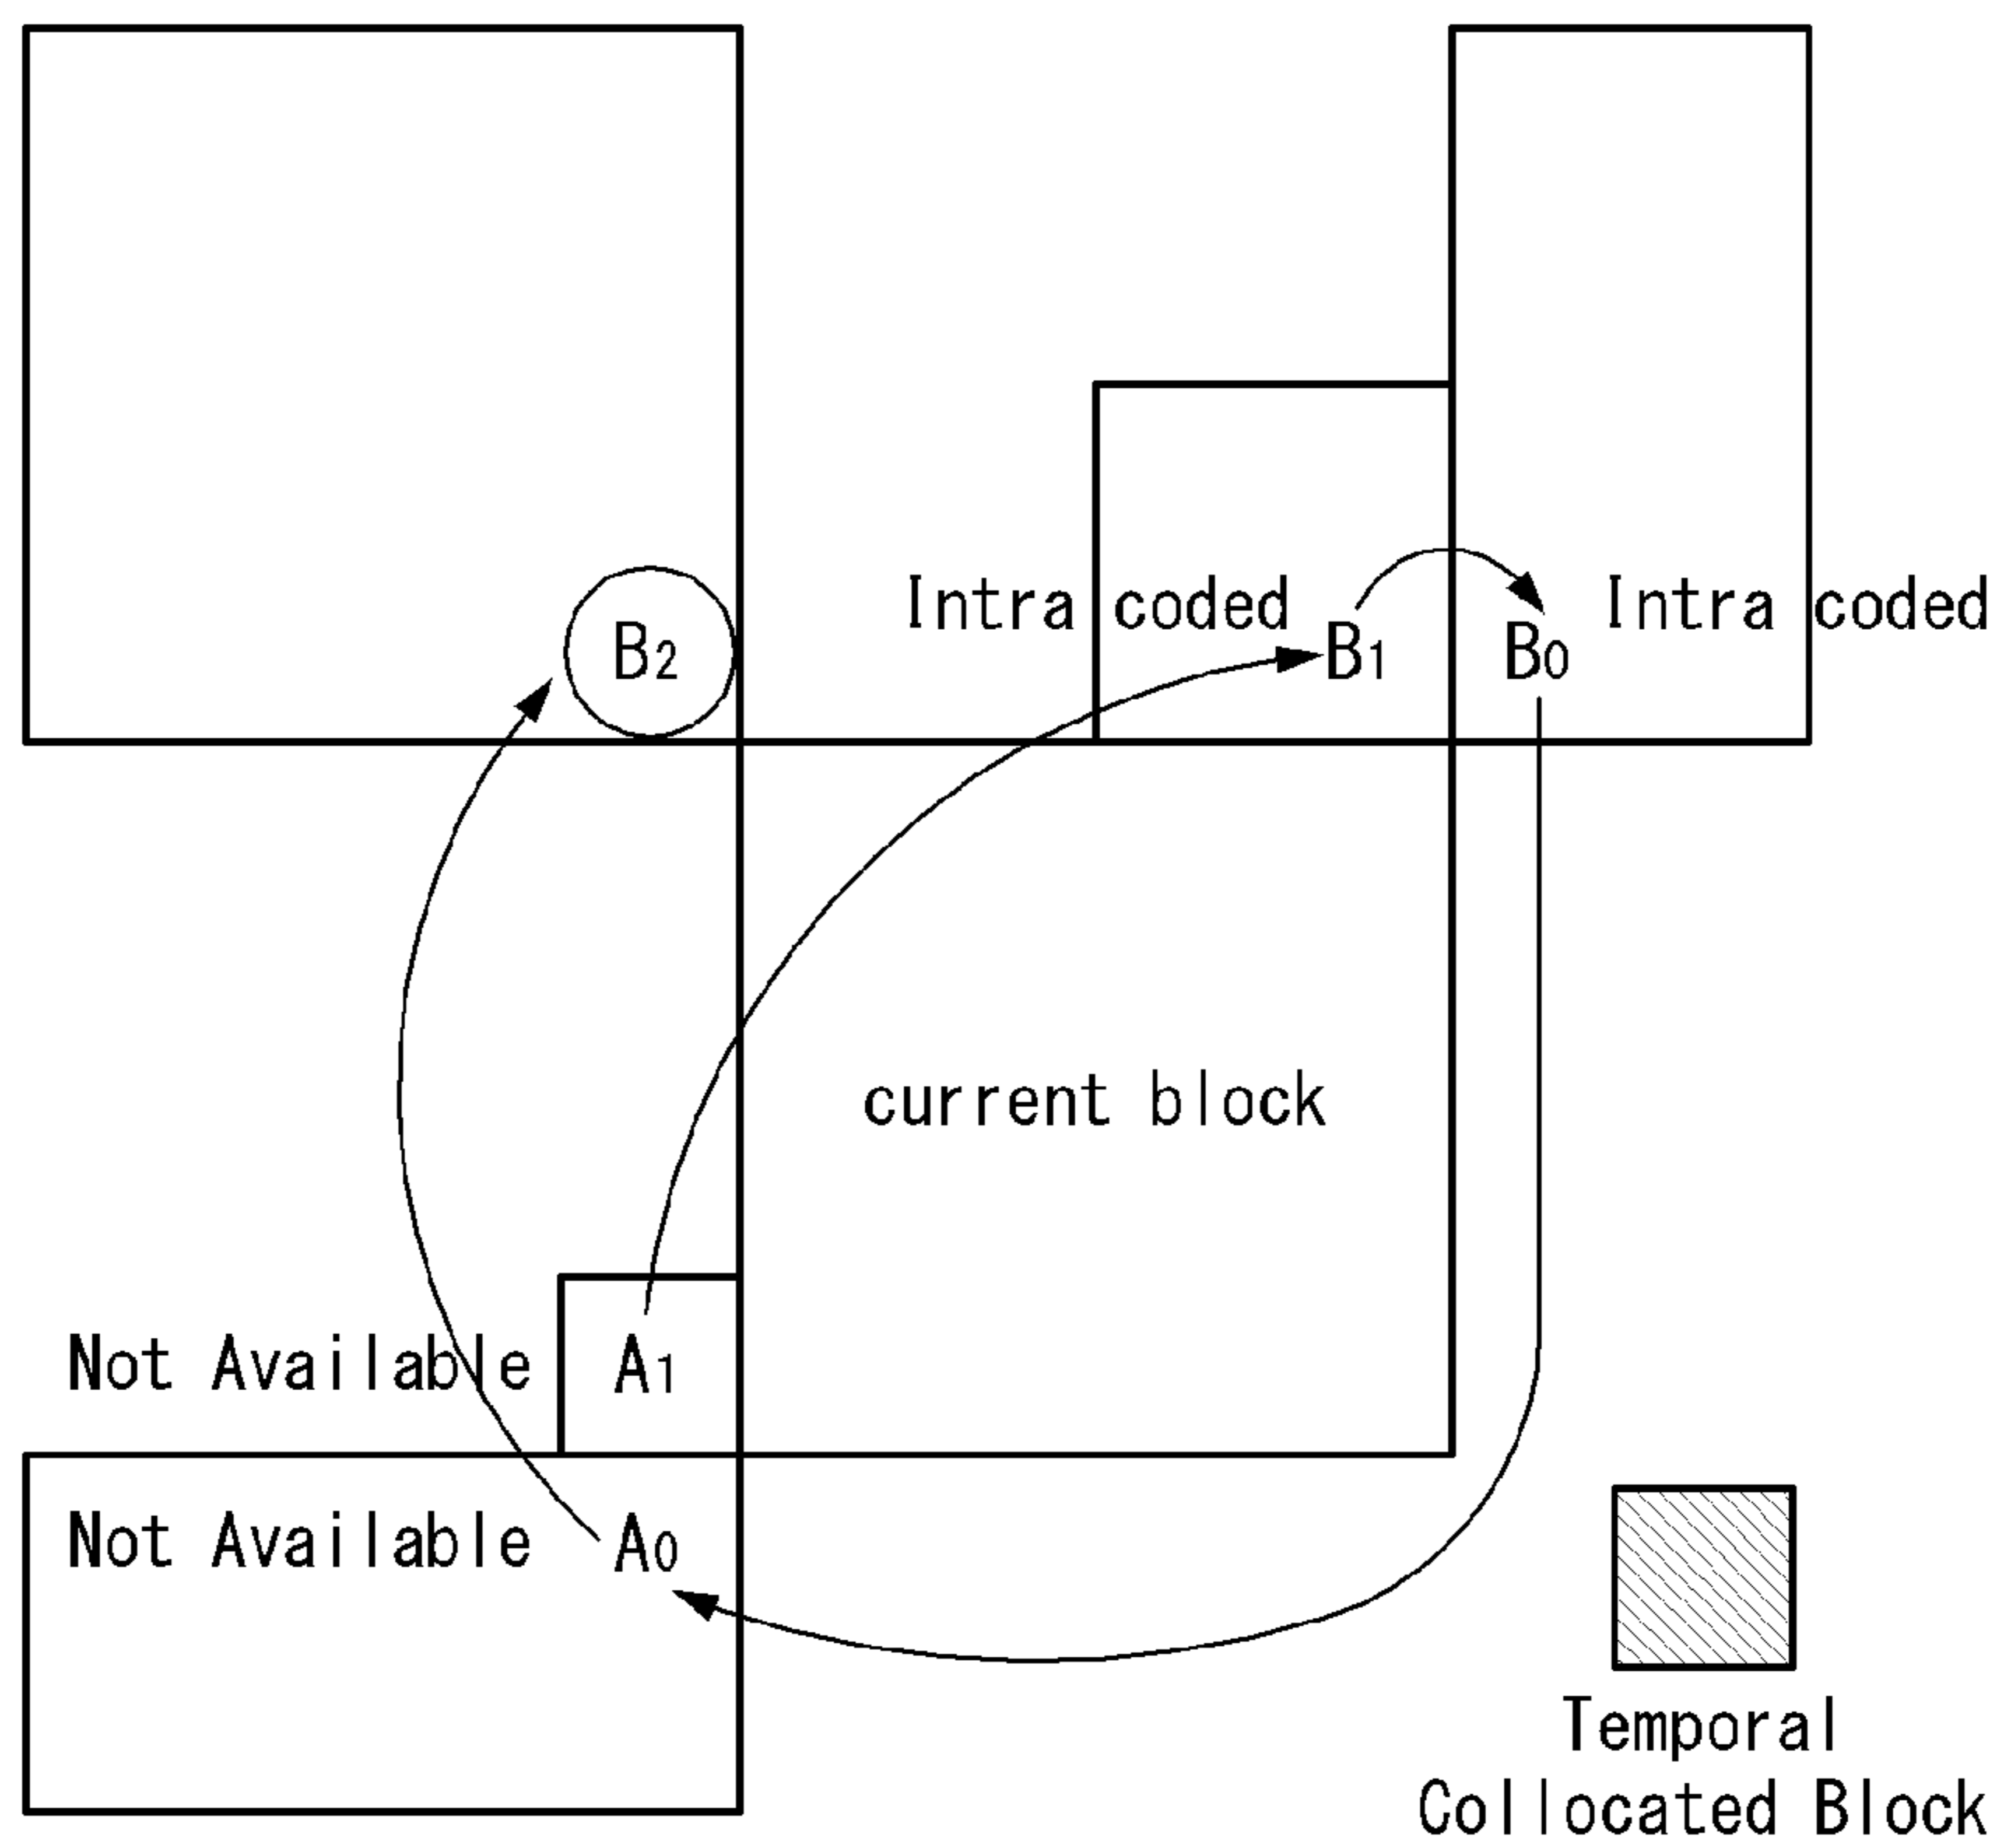 Intra coded
Intra coded
B2
B1
B0
current block
Not Available
A1
Not Available
A0
Temporal
Collocated Block